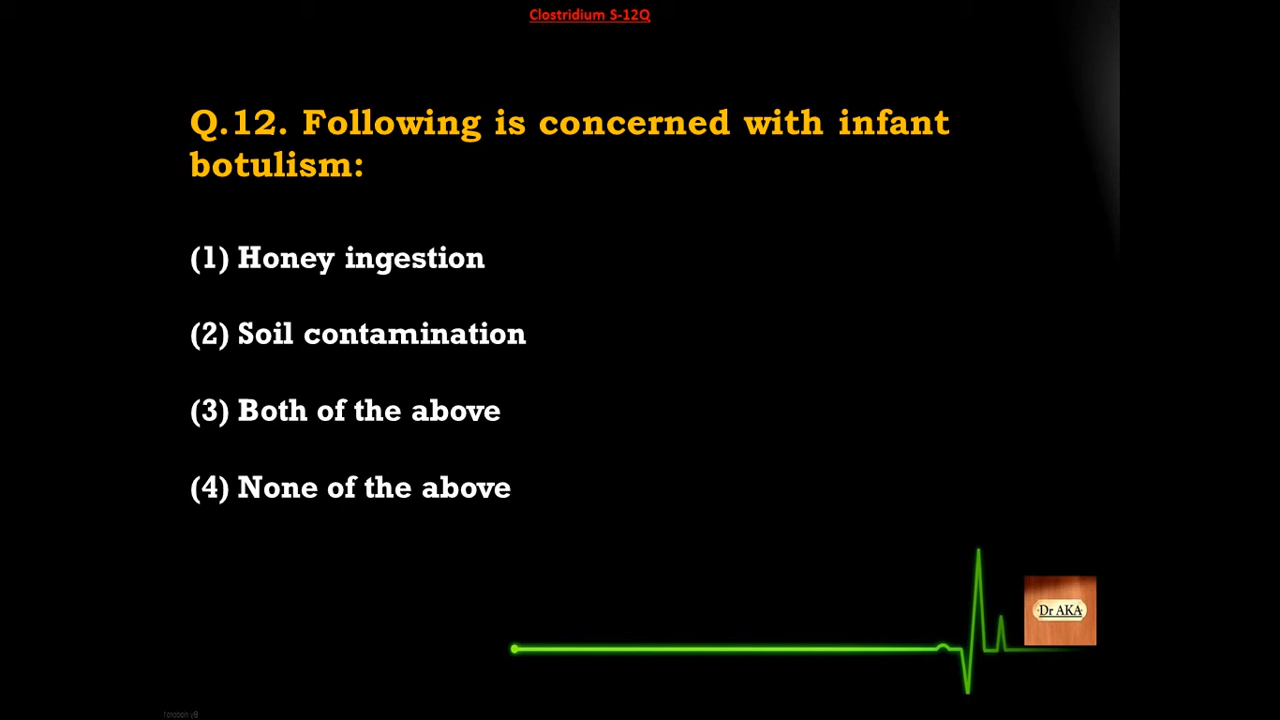 Clostridium S-12Q
Q.12. Following is concerned with infant
botulism:
(1) Honey ingestion
(2) Soil contamination
(3) Both of the above
(4) None of the above
Dr AKA